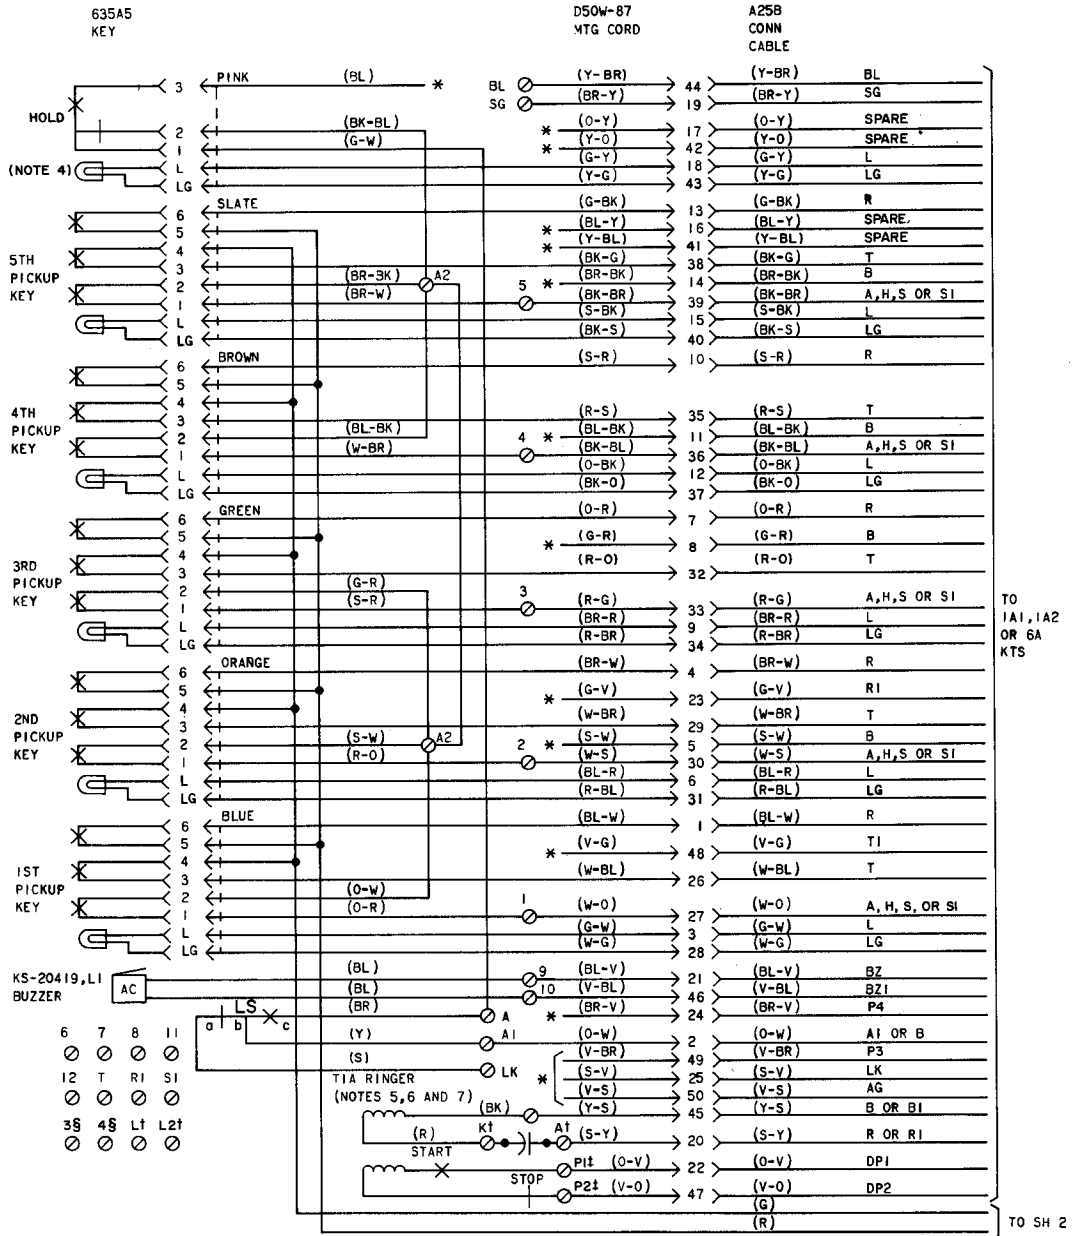 635A5 KEY D50W-87 MTG CORD A25B CONN CABLE
3 PINK (BL) * BL (Y-BR) 44 (Y-BR) BL
SG (BR-Y) 19 (BR-Y) SG
HOLD
2 (BK-BL) * (O-Y) 17 (O-Y) SPARE
1 (G-W) * (Y-O) 42 (Y-O) SPARE
(NOTE 4) L (G-Y) 18 (G-Y) L
LG (Y-G) 43 (Y-G) LG
6 SLATE (G-BK) 13 (G-BK) R
5 * (BL-Y) 16 (BL-Y) SPARE
4 * (Y-BL) 41 (Y-BL) SPARE
5TH PICKUP KEY
3 (BK-G) 38 (BK-G) T
2 (BR-BK) A2 * (BR-BK) 14 (BR-BK) B
1 (BR-W) 5 (BK-BR) 39 (BK-BR) A,H,S OR S1
L (S-BK) 15 (S-BK) L
LG (BK-S) 40 (BK-S) LG
6 BROWN (S-R) 10 (S-R) R
5
4
4TH PICKUP KEY
3 (R-S) 35 (R-S) T
2 (BL-BK) * (BL-BK) 11 (BL-BK) B
1 (W-BR) 4 (BK-BL) 36 (BK-BL) A,H,S OR S1
L (O-BK) 12 (O-BK) L
LG (BK-O) 37 (BK-O) LG
6 GREEN (O-R) 7 (O-R) R
5 * (G-R) 8 (G-R) B
4
3RD PICKUP KEY
3 (R-O) 32 (R-O) T
2 (G-R)
1 (S-R) 3 (R-G) 33 (R-G) A,H,S OR S1
L (BR-R) 9 (BR-R) L
LG (R-BR) 34 (R-BR) LG
TO 1A1,1A2 OR 6A KTS
6 ORANGE (BR-W) 4 (BR-W) R
5 * (G-V) 23 (G-V) R1
4
2ND PICKUP KEY
3 (W-BR) 29 (W-BR) T
2 (S-W) A2 * (S-W) 5 (S-W) B
1 (R-O) 2 (W-S) 30 (W-S) A,H,S OR S1
L (BL-R) 6 (BL-R) L
LG (R-BL) 31 (R-BL) LG
6 BLUE (BL-W) 1 (BL-W) R
5 * (V-G) 48 (V-G) T1
4
1ST PICKUP KEY
3 (W-BL) 26 (W-BL) T
2 (O-W)
1 (O-R) 1 (W-O) 27 (W-O) A, H, S, OR S1
L (G-W) 3 (G-W) L
LG (W-G) 28 (W-G) LG
KS-20419,L1 BUZZER AC
(BL) 9 (BL-V) 21 (BL-V) BZ
(BL) 10 (V-BL) 46 (V-BL) BZ1
LS a b c (BR) A * (BR-V) 24 (BR-V) P4
(Y) A1 (O-W) 2 (O-W) A1 OR B
(V-BR) 49 (V-BR) P3
(S) LK * (S-V) 25 (S-V) LK
(V-S) 50 (V-S) AG
6 7 8 11
12 T R1 S1
3§ 4§ L† L2†
T1A RINGER
(NOTES 5,6 AND 7)
(BK) (Y-S) 45 (Y-S) B OR B1
(R) K† A† (S-Y) 20 (S-Y) R OR R1
START P1‡ (O-V) 22 (O-V) DP1
STOP P2‡ (V-O) 47 (V-O) DP2
(G)
(R)
TO SH 2